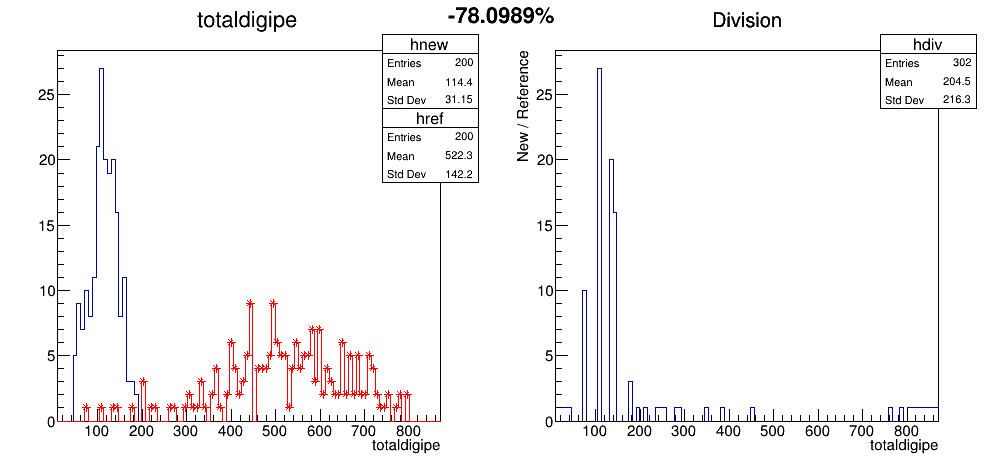 -78.0989%
totaldigipe
hnew
Entries 200
Mean 114.4
Std Dev 31.15
href
Entries 200
Mean 522.3
Std Dev 142.2
25
20
15
10
5
0
100 200 300 400 500 600 700 800
totaldigipe
Division
hdiv
Entries 302
Mean 204.5
Std Dev 216.3
New / Reference
25
20
15
10
5
0
100 200 300 400 500 600 700 800
totaldigipe